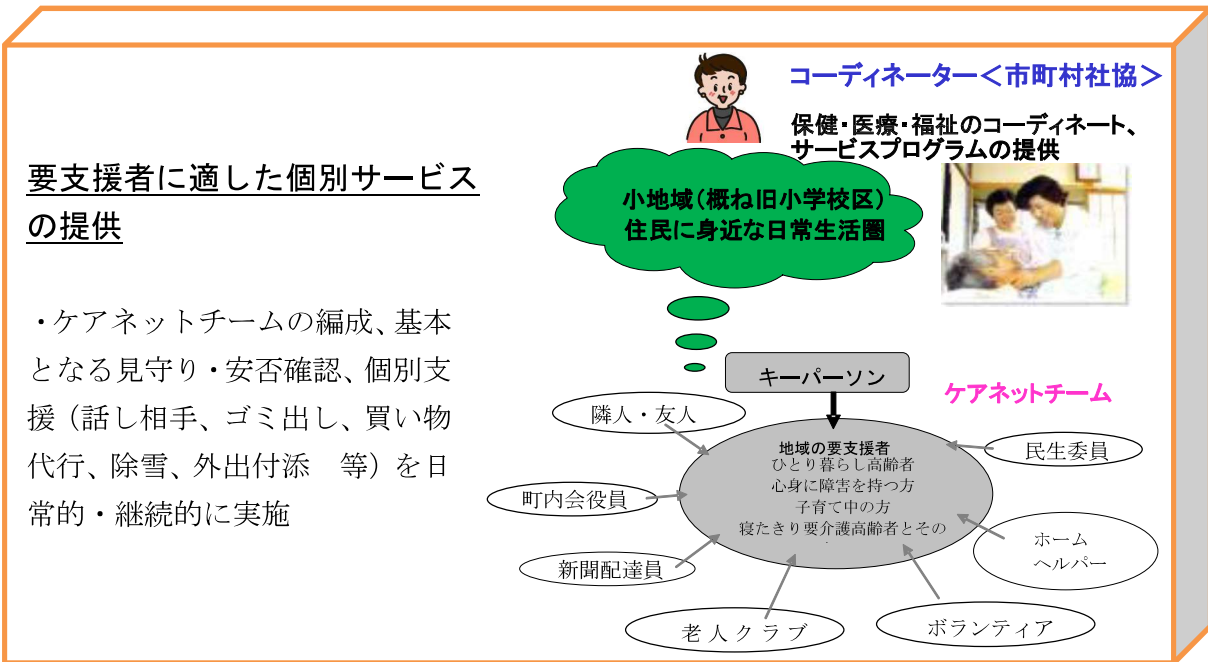 要支援者に適した個別サービス
の提供
・ケアネットチームの編成、基本
となる見守り・安否確認、個別支
援（話し相手、ゴミ出し、買い物
代行、除雪、外出付添　等）を日
常的・継続的に実施
コーディネーター＜市町村社協＞
保健・医療・福祉のコーディネート、
サービスプログラムの提供
小地域（概ね旧小学校区）
住民に身近な日常生活圏
キーパーソン
ケアネットチーム
隣人・友人
町内会役員
新聞配達員
老人クラブ
ボランティア
ホーム
ヘルパー
民生委員
地域の要支援者
ひとり暮らし高齢者
心身に障害を持つ方
子育て中の方
寝たきり要介護高齢者とその